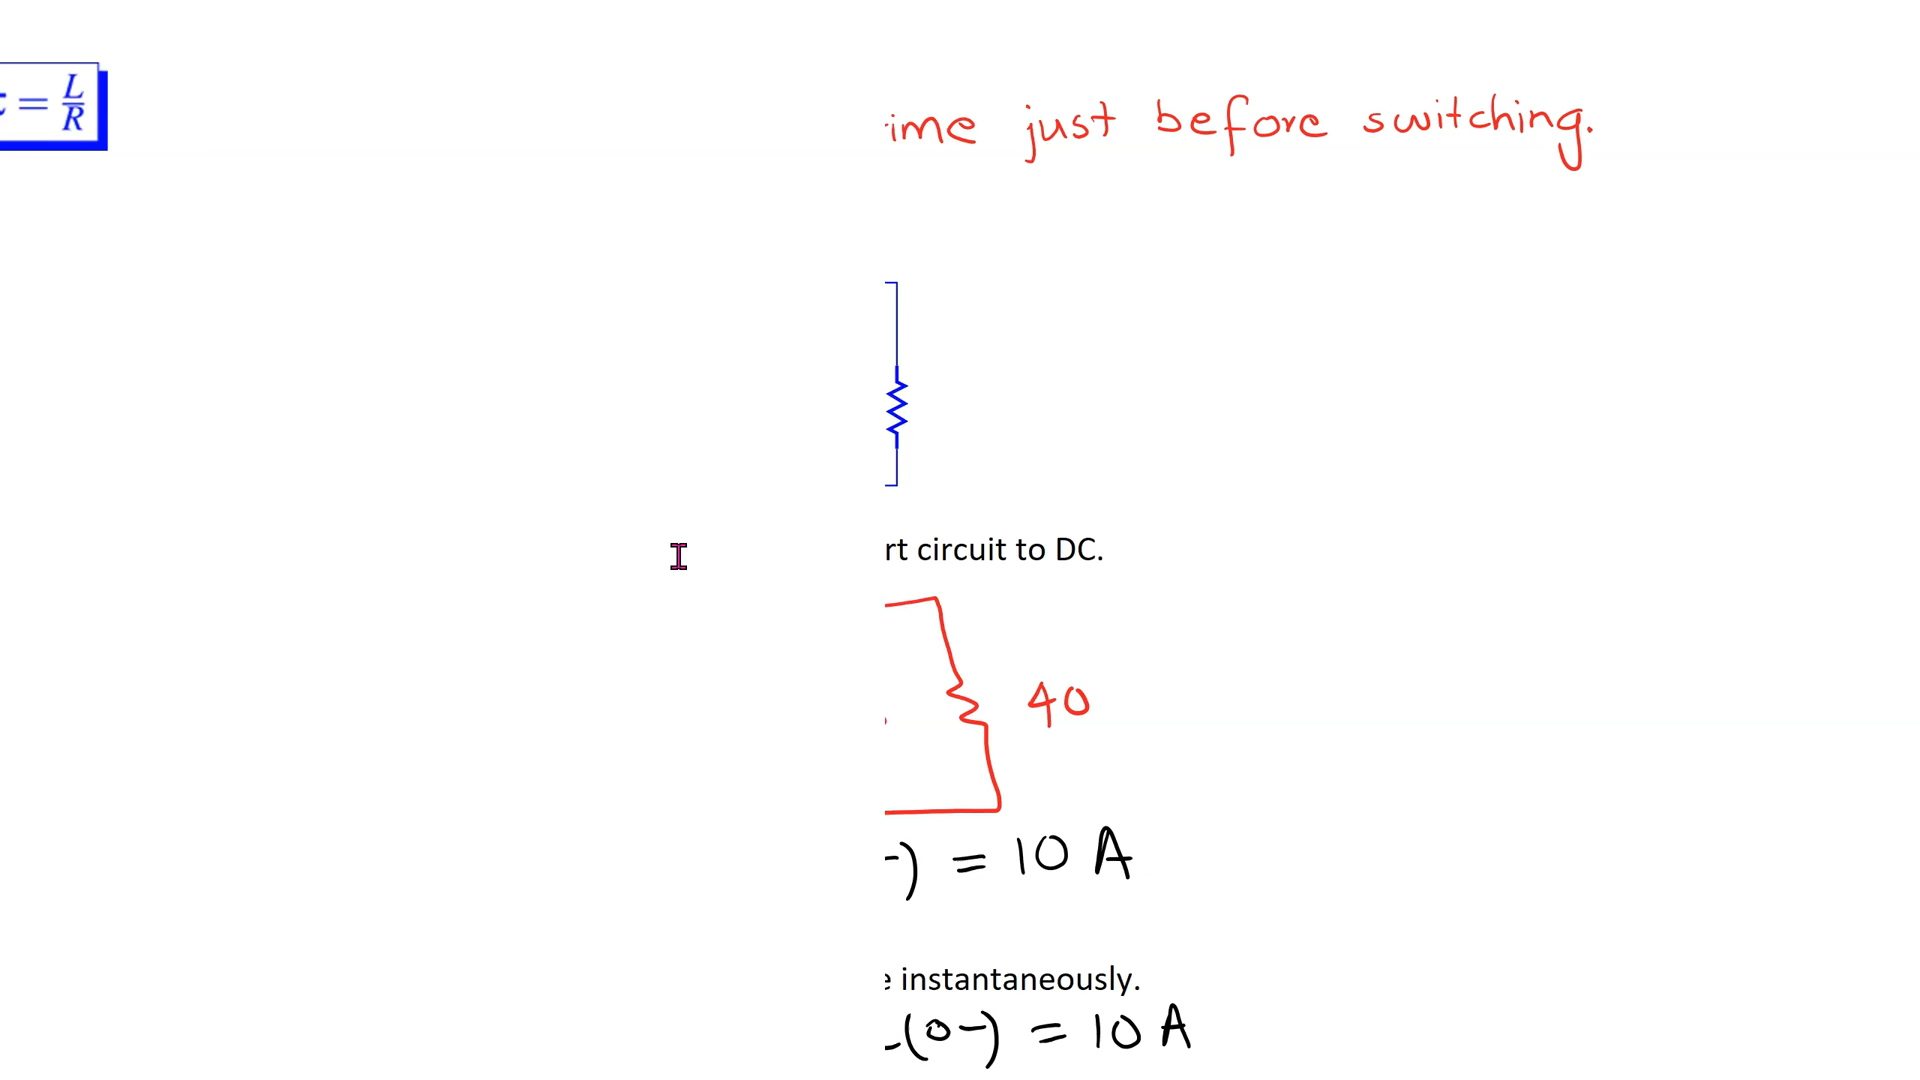 = L/R
ime just before switching.
rt circuit to DC.
40
-) = 10 A
e instantaneously.
(0-) = 10 A